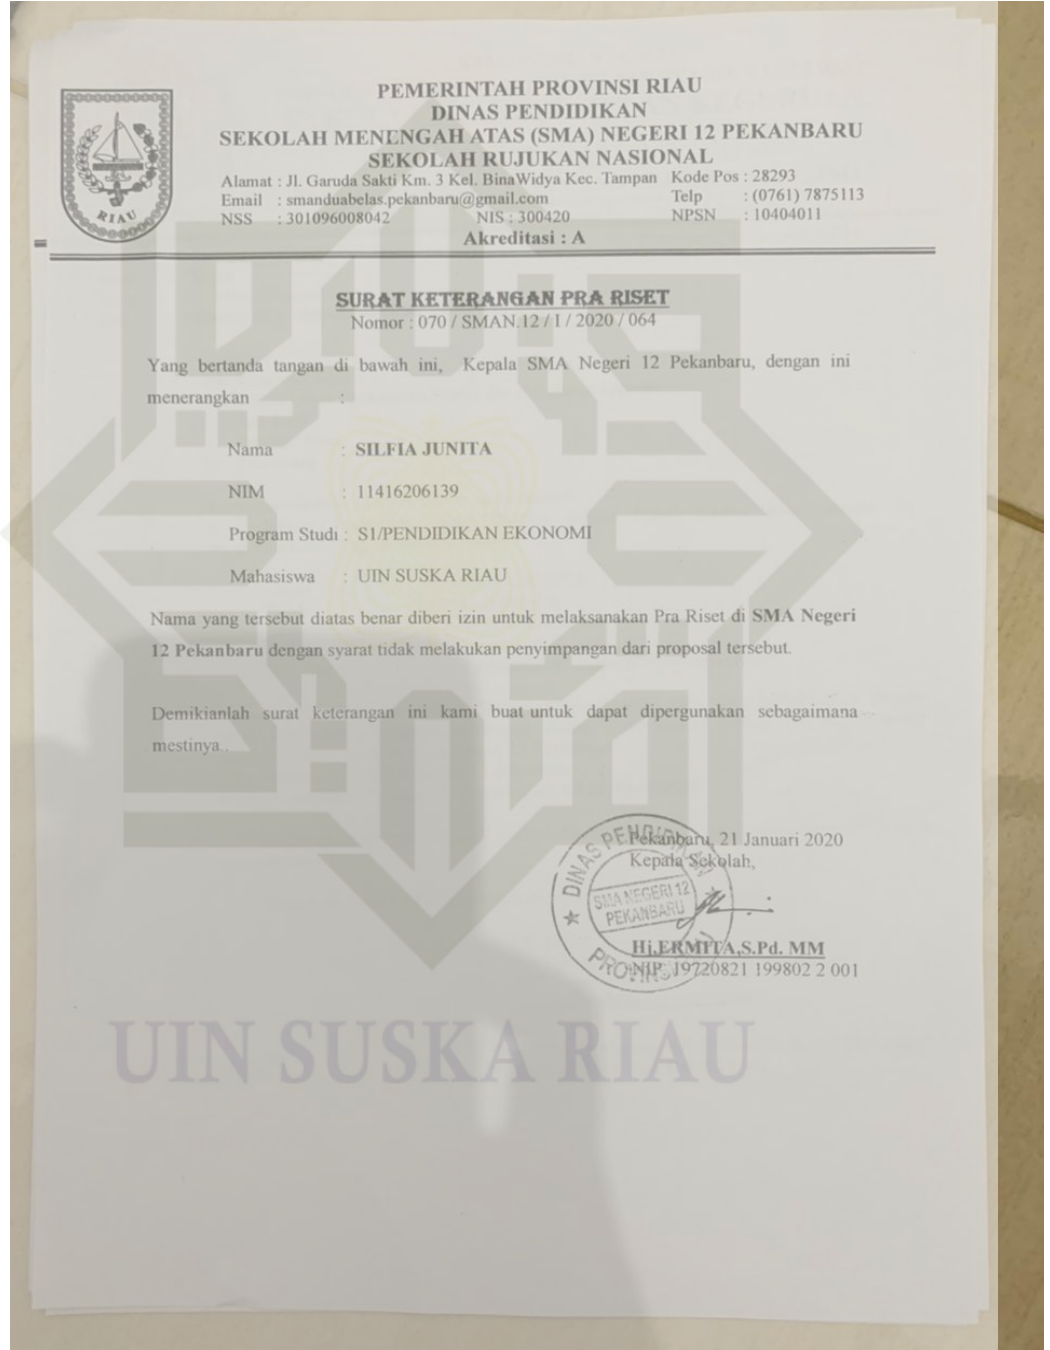 PEMERINTAH PROVINSI RIAU
DINAS PENDIDIKAN
SEKOLAH MENENGAH ATAS (SMA) NEGERI 12 PEKANBARU
SEKOLAH RUJUKAN NASIONAL
Alamat : Jl. Garuda Sakti Km. 3 Kel. BinaWidya Kec. Tampan Kode Pos : 28293
Email : smanduabelas.pekanbaru@gmail.com Telp : (0761) 7875113
NSS : 301096008042 NIS : 300420 NPSN : 10404011
Akreditasi : A
RIAU
SURAT KETERANGAN PRA RISET
Nomor : 070 / SMAN.12 / I / 2020 / 064
Yang bertanda tangan di bawah ini, Kepala SMA Negeri 12 Pekanbaru, dengan ini
menerangkan :
Nama : SILFIA JUNITA
NIM : 11416206139
Program Studi : S1/PENDIDIKAN EKONOMI
Mahasiswa : UIN SUSKA RIAU
Nama yang tersebut diatas benar diberi izin untuk melaksanakan Pra Riset di SMA Negeri
12 Pekanbaru dengan syarat tidak melakukan penyimpangan dari proposal tersebut.
Demikianlah surat keterangan ini kami buat untuk dapat dipergunakan sebagaimana
mestinya..
Pekanbaru, 21 Januari 2020
Kepala Sekolah,
DINAS PENDIDIKAN
SMA NEGERI 12
PEKANBARU
PROVINSI
Hj.ERMITA,S.Pd. MM
NIP. 19720821 199802 2 001
UIN SUSKA RIAU